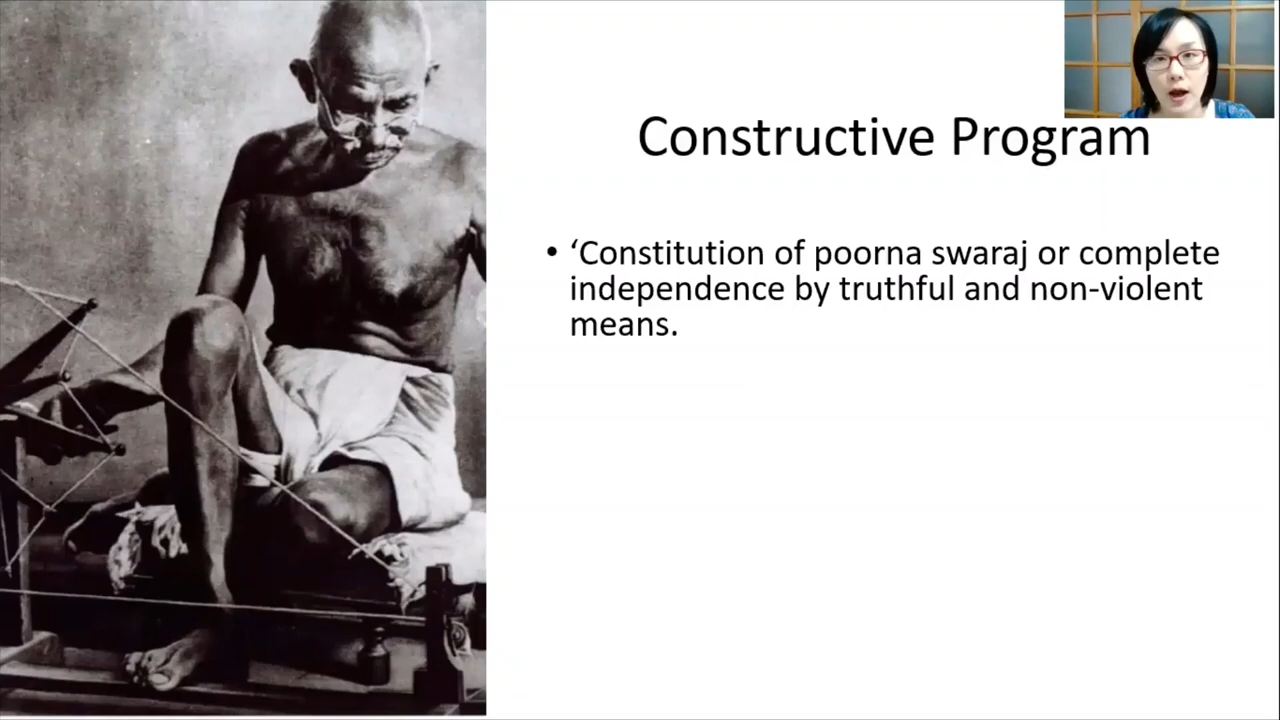 Constructive Program
• ‘Constitution of poorna swaraj or complete
independence by truthful and non-violent
means.